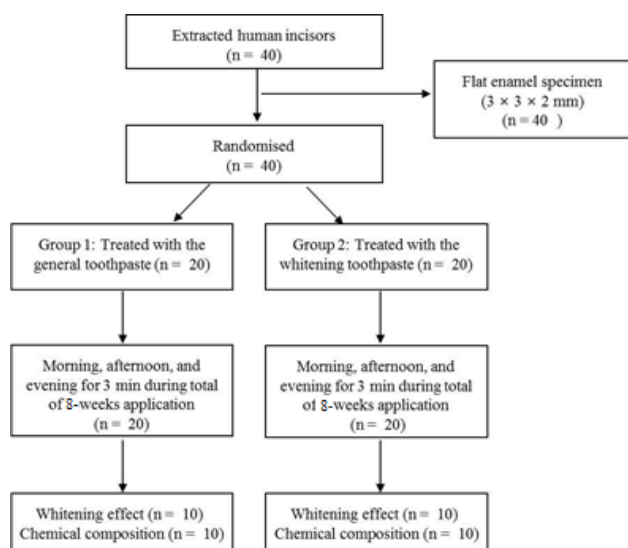 Extracted human incisors
(n = 40)
Flat enamel specimen
(3 × 3 × 2 mm)
(n = 40 )
Randomised
(n = 40)
Group 1: Treated with the
general toothpaste (n = 20)
Group 2: Treated with the
whitening toothpaste (n = 20)
Morning, afternoon, and
evening for 3 min during total
of 8-weeks application
(n = 20)
Morning, afternoon, and
evening for 3 min during total
of 8-weeks application
(n = 20)
Whitening effect (n = 10)
Chemical composition (n = 10)
Whitening effect (n = 10)
Chemical composition (n = 10)